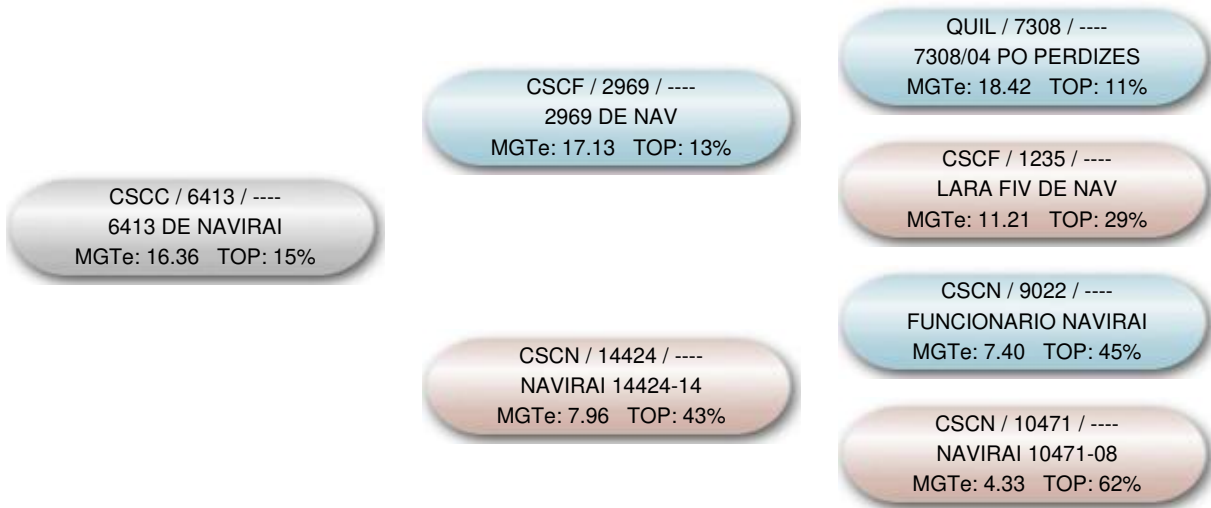 CSCC / 6413 / ----
6413 DE NAVIRAI
MGTe: 16.36 TOP: 15%
CSCF / 2969 / ----
2969 DE NAV
MGTe: 17.13 TOP: 13%
CSCN / 14424 / ----
NAVIRAI 14424-14
MGTe: 7.96 TOP: 43%
QUIL / 7308 / ----
7308/04 PO PERDIZES
MGTe: 18.42 TOP: 11%
CSCF / 1235 / ----
LARA FIV DE NAV
MGTe: 11.21 TOP: 29%
CSCN / 9022 / ----
FUNCIONARIO NAVIRAI
MGTe: 7.40 TOP: 45%
CSCN / 10471 / ----
NAVIRAI 10471-08
MGTe: 4.33 TOP: 62%